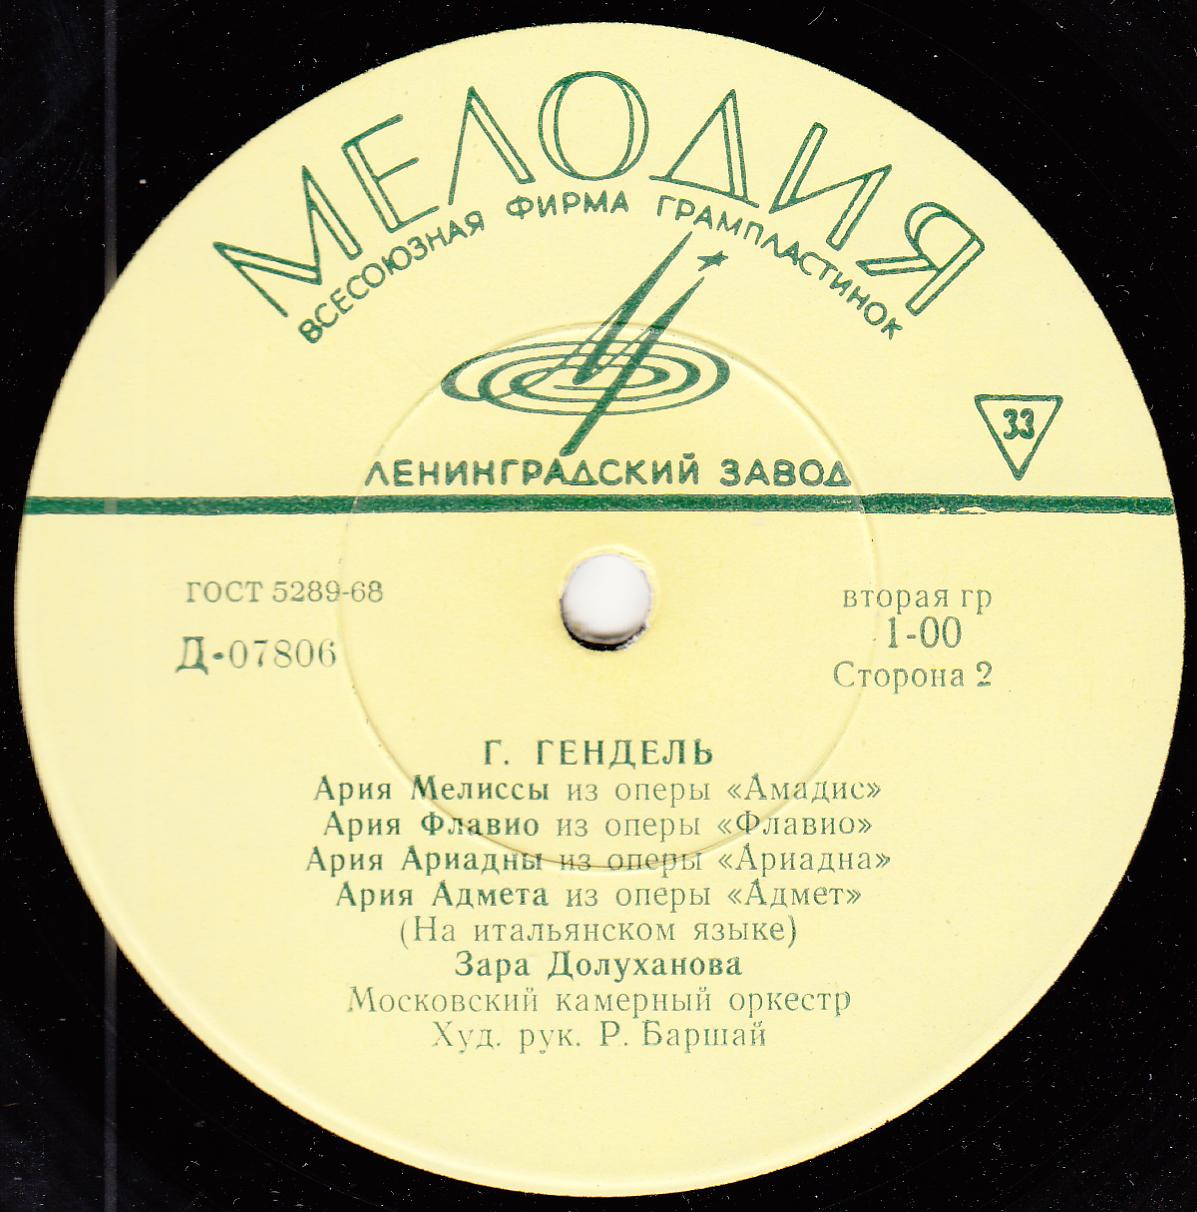 МЕЛОДИЯ
ВСЕСОЮЗНАЯ ФИРМА ГРАМПЛАСТИНОК
33
ЛЕНИНГРАДСКИЙ ЗАВОД
ГОСТ 5289-68
Д-07806
вторая гр
1-00
Сторона 2
Г. ГЕНДЕЛЬ
Ария Мелиссы из оперы «Амадис»
Ария Флавио из оперы «Флавио»
Ария Ариадны из оперы «Ариадна»
Ария Адмета из оперы «Адмет»
(На итальянском языке)
Зара Долуханова
Московский камерный оркестр
Худ. рук. Р. Баршай